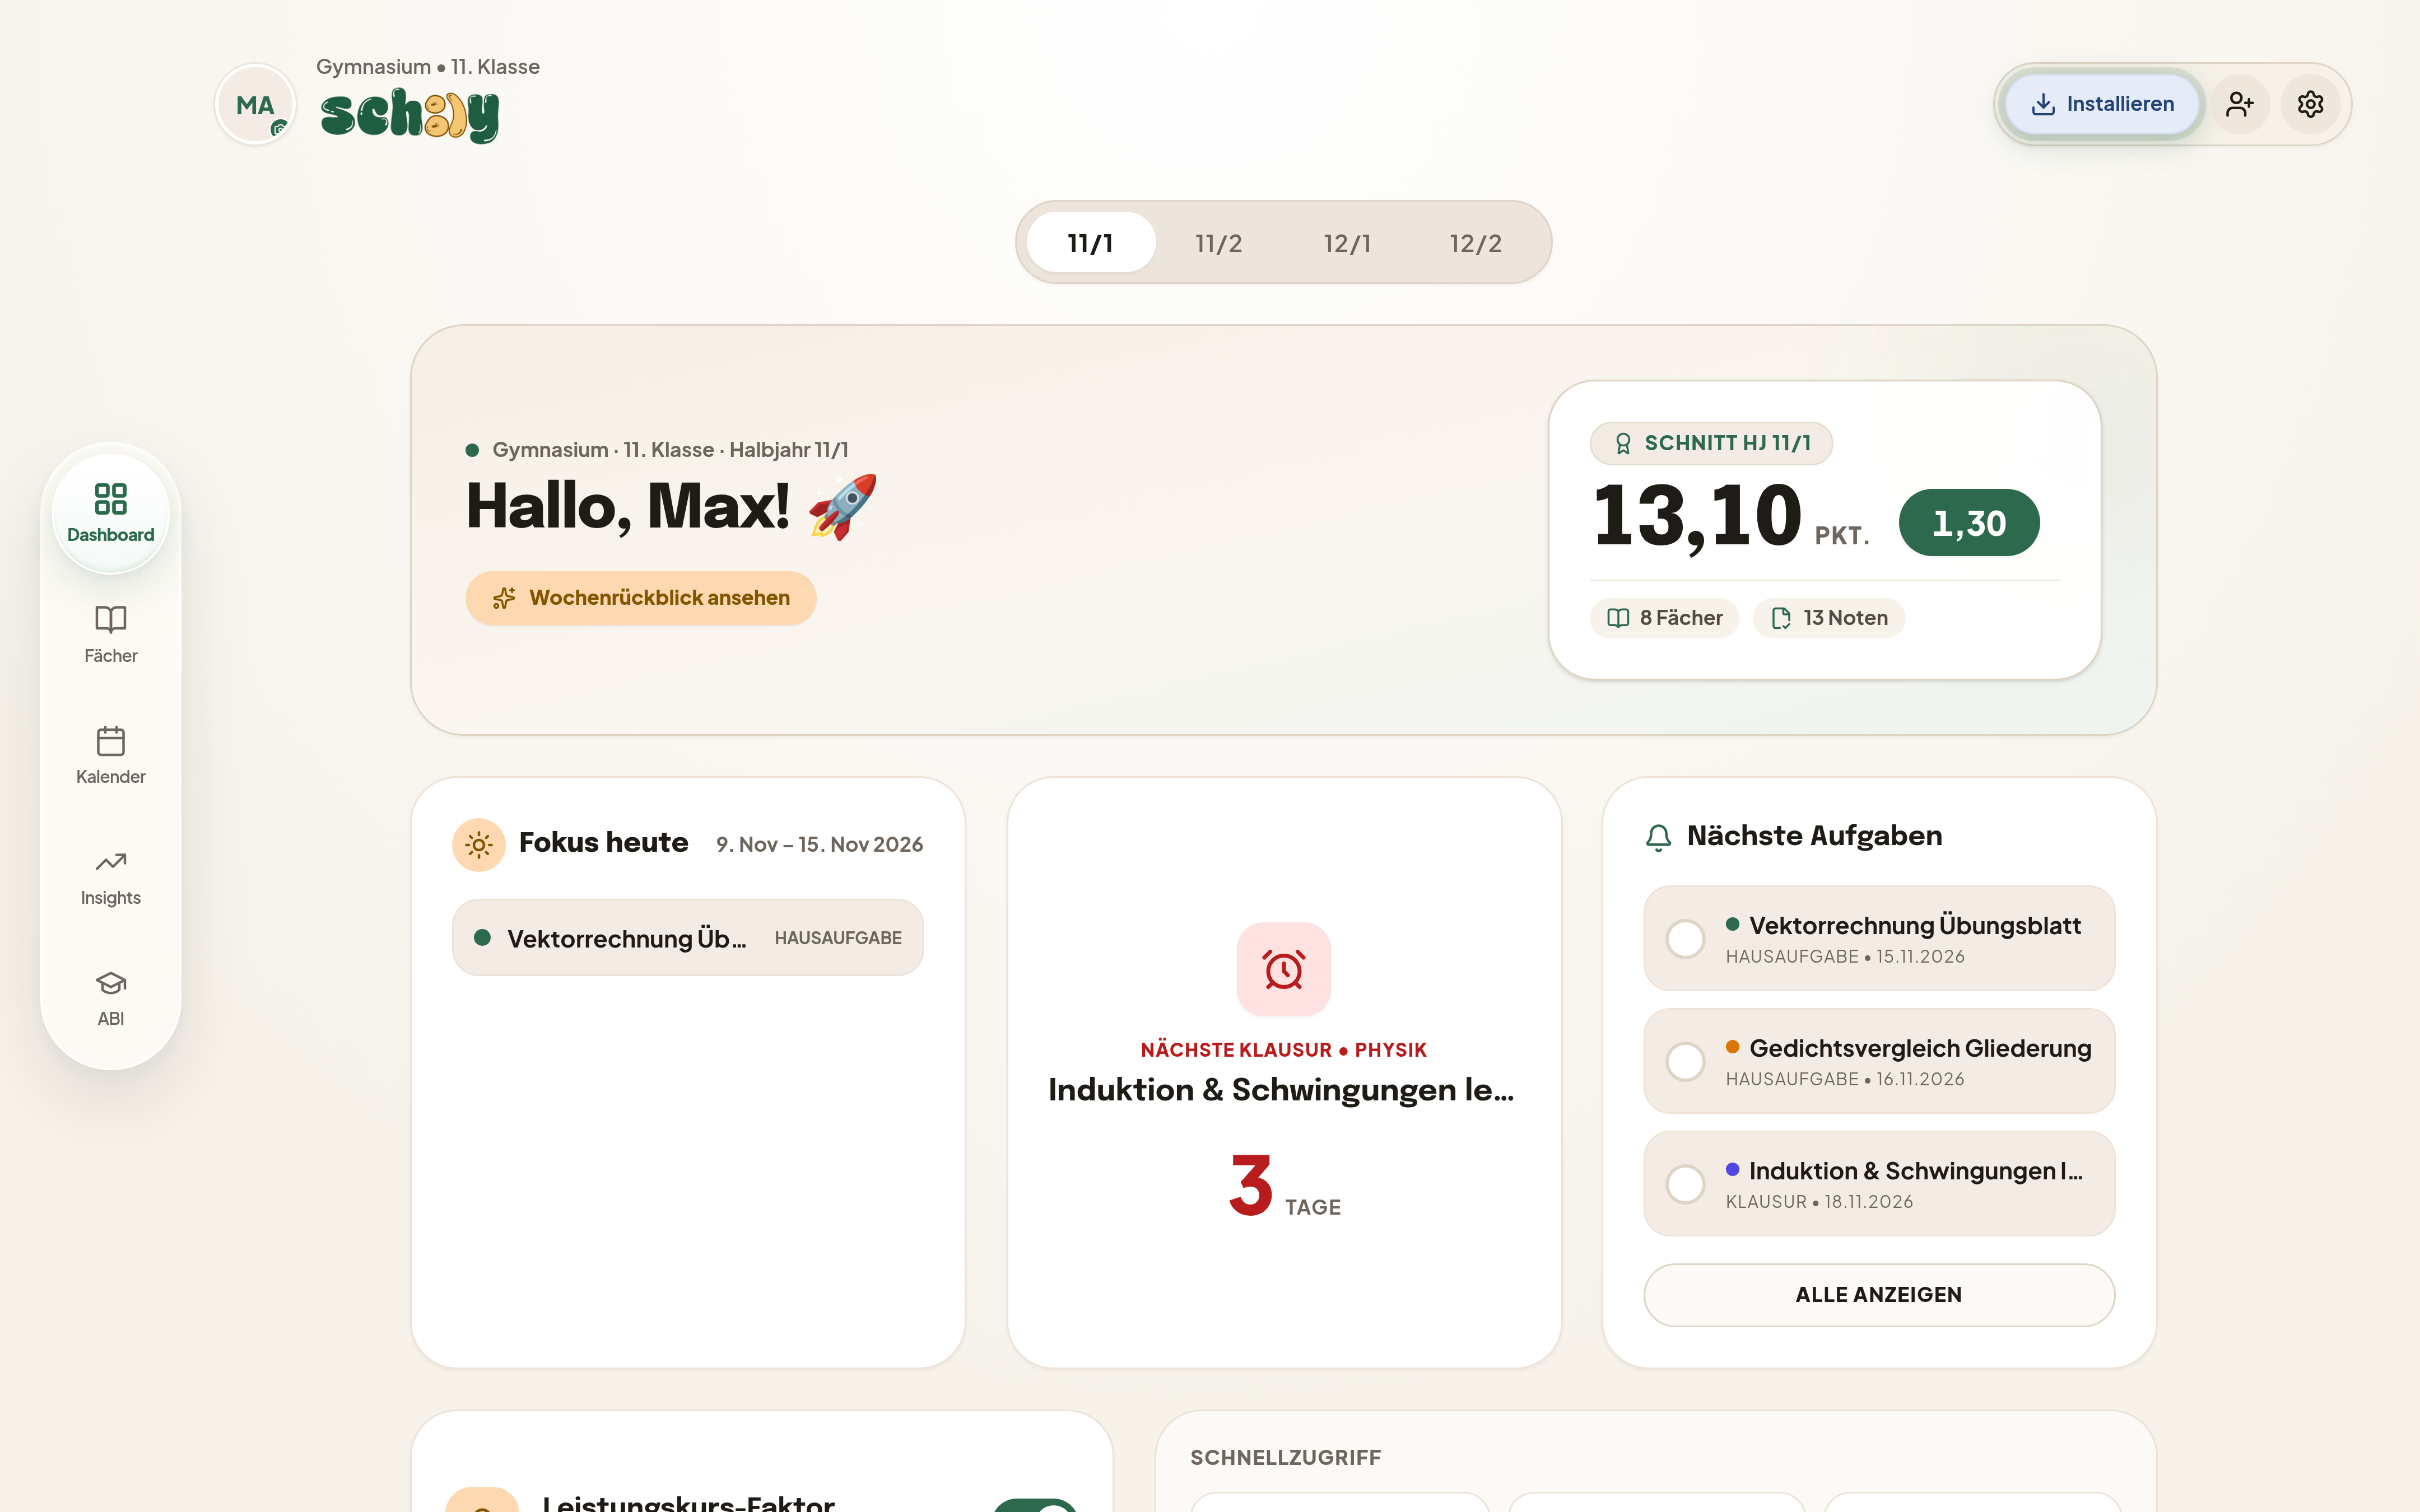 Gymnasium • 11. Klasse
MA
schooly
Installieren
11/1 11/2 12/1 12/2
Gymnasium · 11. Klasse · Halbjahr 11/1
Hallo, Max! 🚀
Wochenrückblick ansehen
SCHNITT HJ 11/1
13,10 PKT. 1,30
8 Fächer 13 Noten
Dashboard
Fächer
Kalender
Insights
ABI
Fokus heute 9. Nov – 15. Nov 2026
Vektorrechnung Üb... HAUSAUFGABE
NÄCHSTE KLAUSUR • PHYSIK
Induktion & Schwingungen le...
3 TAGE
Nächste Aufgaben
Vektorrechnung Übungsblatt
HAUSAUFGABE • 15.11.2026
Gedichtsvergleich Gliederung
HAUSAUFGABE • 16.11.2026
Induktion & Schwingungen l...
KLAUSUR • 18.11.2026
ALLE ANZEIGEN
Leistungskurs-Faktor
SCHNELLZUGRIFF